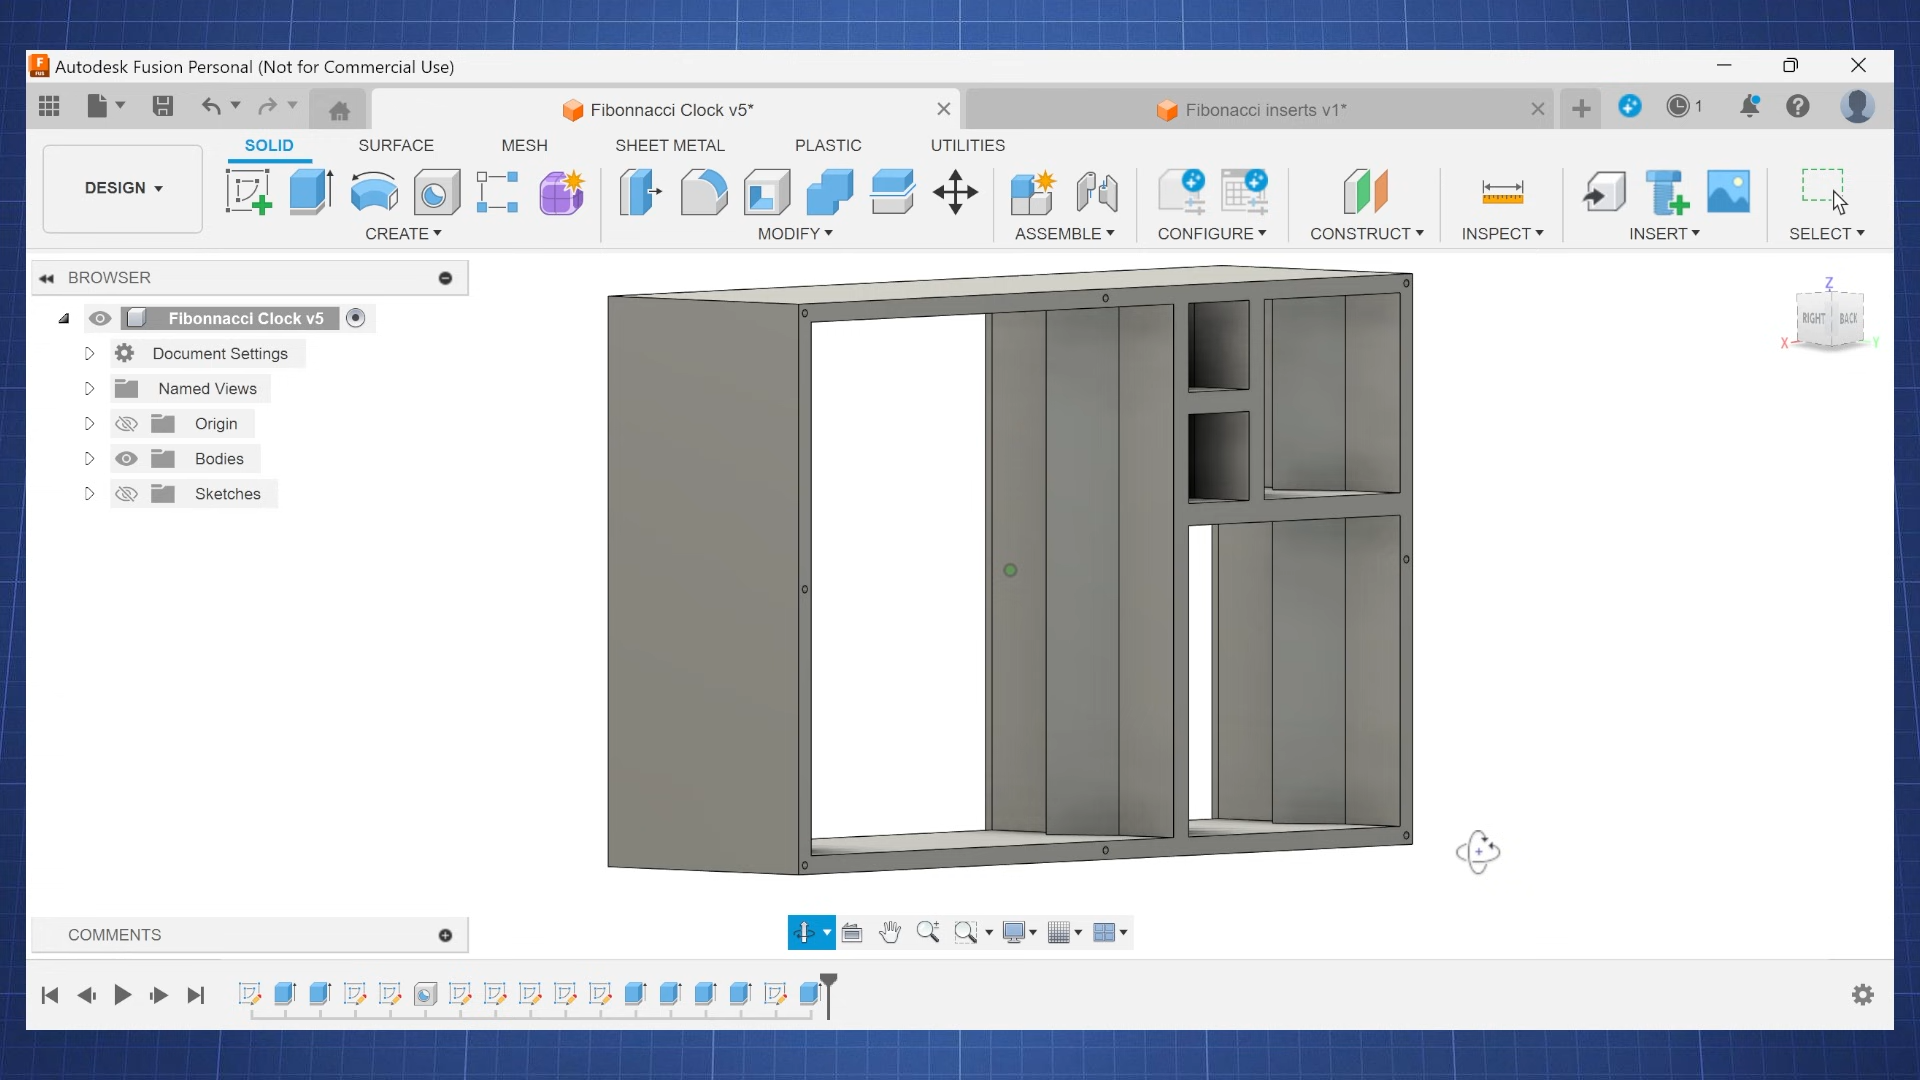 Autodesk Fusion Personal (Not for Commercial Use)
Fibonnacci Clock v5*
Fibonacci inserts v1*
1
SOLID
SURFACE
MESH
SHEET METAL
PLASTIC
UTILITIES
DESIGN
CREATE
MODIFY
ASSEMBLE
CONFIGURE
CONSTRUCT
INSPECT
INSERT
SELECT
BROWSER
Fibonnacci Clock v5
Document Settings
Named Views
Origin
Bodies
Sketches
Z
RIGHT
BACK
X
Y
COMMENTS